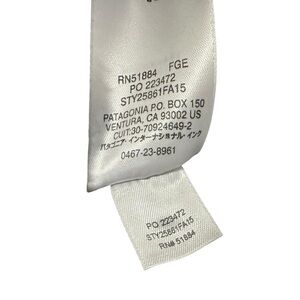 RN51884 FGE
PO 223472
STY25861FA15
PATAGONIA P.O. BOX 150
VENTURA, CA 93002 US
CUIT:30-70924649-2
パタゴニア・インターナショナル・インク
0467-23-8961
PO 223472
STY25861FA15
RN# 51884